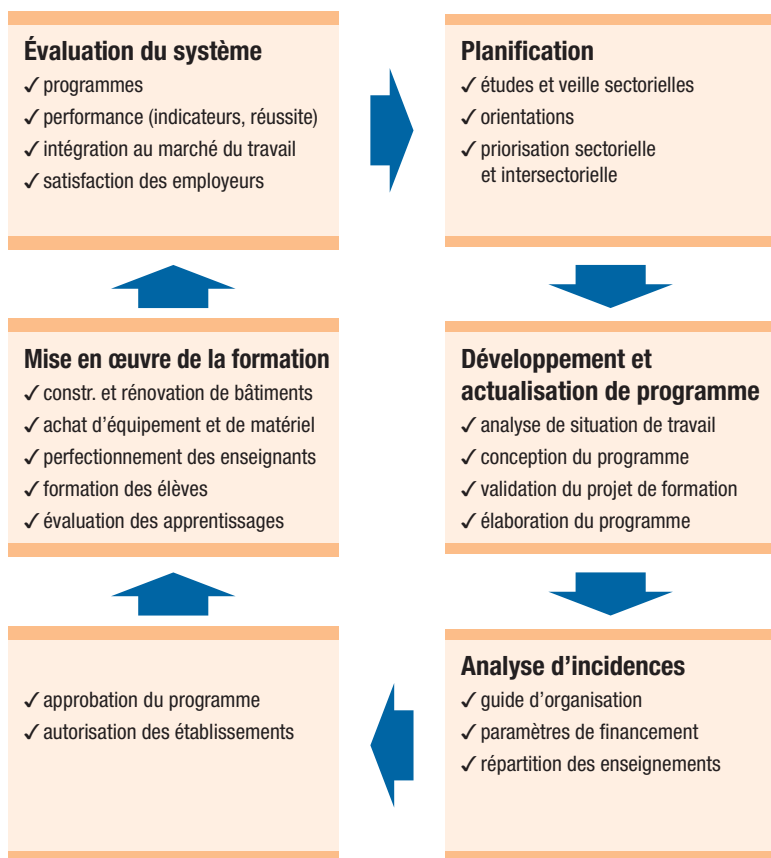 Évaluation du système
✓ programmes
✓ performance (indicateurs, réussite)
✓ intégration au marché du travail
✓ satisfaction des employeurs
Planification
✓ études et veille sectorielles
✓ orientations
✓ priorisation sectorielle
et intersectorielle
Mise en œuvre de la formation
✓ constr. et rénovation de bâtiments
✓ achat d'équipement et de matériel
✓ perfectionnement des enseignants
✓ formation des élèves
✓ évaluation des apprentissages
Développement et
actualisation de programme
✓ analyse de situation de travail
✓ conception du programme
✓ validation du projet de formation
✓ élaboration du programme
✓ approbation du programme
✓ autorisation des établissements
Analyse d'incidences
✓ guide d'organisation
✓ paramètres de financement
✓ répartition des enseignements